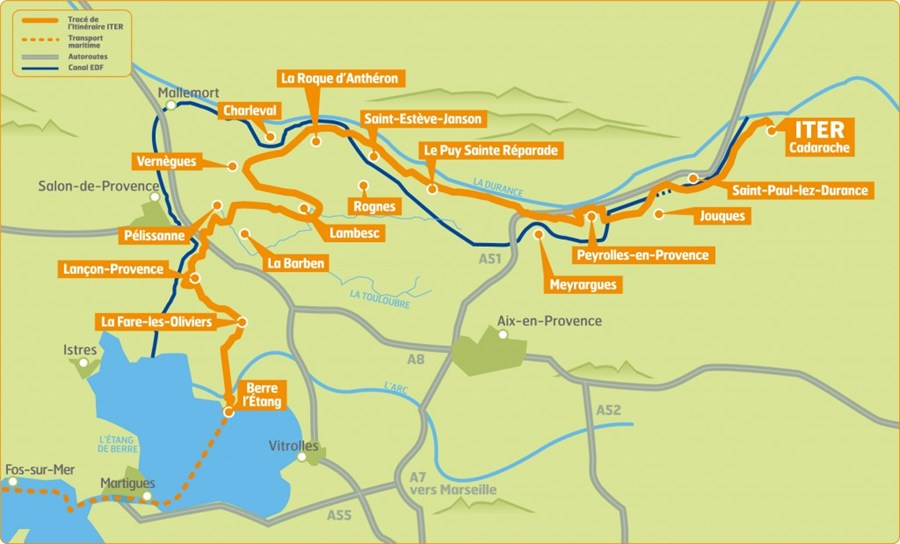 Tracé de
l'Itinéraire ITER
Transport
maritime
Autoroutes
Canal EDF
Mallemort
La Roque d'Anthéron
Charleval
Saint-Estève-Janson
ITER
Cadarache
Vernègues
Le Puy Sainte Réparade
Salon-de-Provence
LA DURANCE
Saint-Paul-lez-Durance
Rognes
Jouques
Pélissanne
Lambesc
La Barben
A51
Peyrolles-en-Provence
Lançon-Provence
Meyrargues
LA TOULOUBRE
La Fare-les-Oliviers
Aix-en-Provence
Istres
A8
L'ARC
Berre
l'Étang
A52
L'ÉTANG
DE BERRE
Vitrolles
Fos-sur-Mer
Martigues
A7
vers Marseille
A55